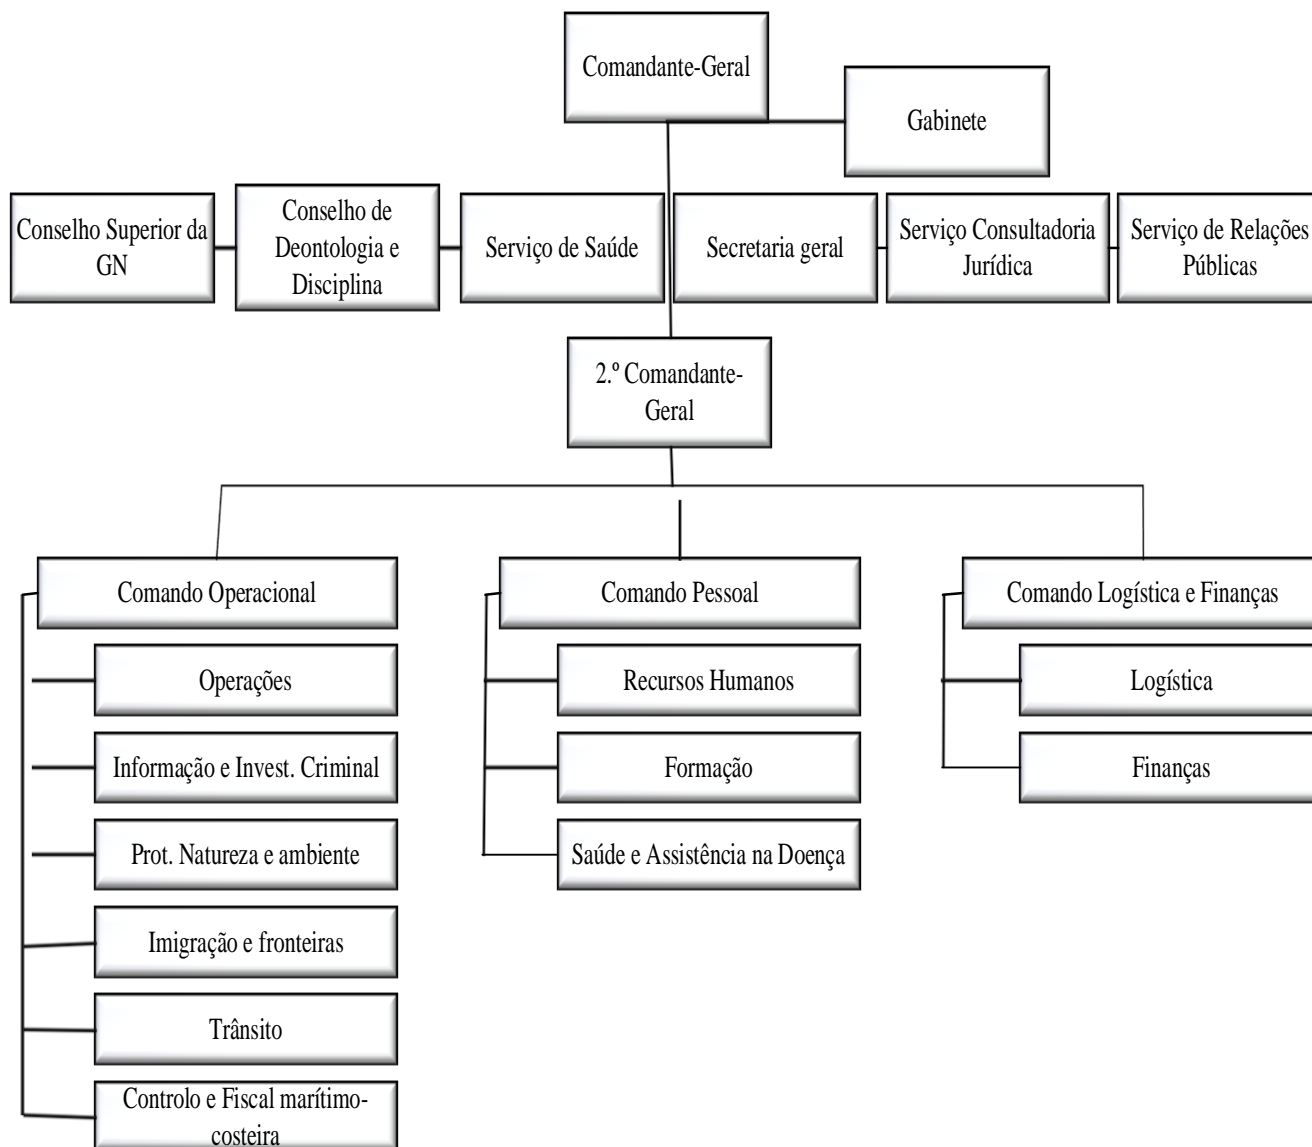 Comandante-Geral
Gabinete
Conselho Superior da
GN
Conselho de
Deontologia e
Disciplina
Serviço de Saúde
Secretaria geral
Serviço Consultadoria
Jurídica
Serviço de Relações
Públicas
2.º Comandante-
Geral
Comando Operacional
Operações
Informação e Invest. Criminal
Prot. Natureza e ambiente
Imigração e fronteiras
Trânsito
Controlo e Fiscal marítimo-
costeira
Comando Pessoal
Recursos Humanos
Formação
Saúde e Assistência na Doença
Comando Logística e Finanças
Logística
Finanças